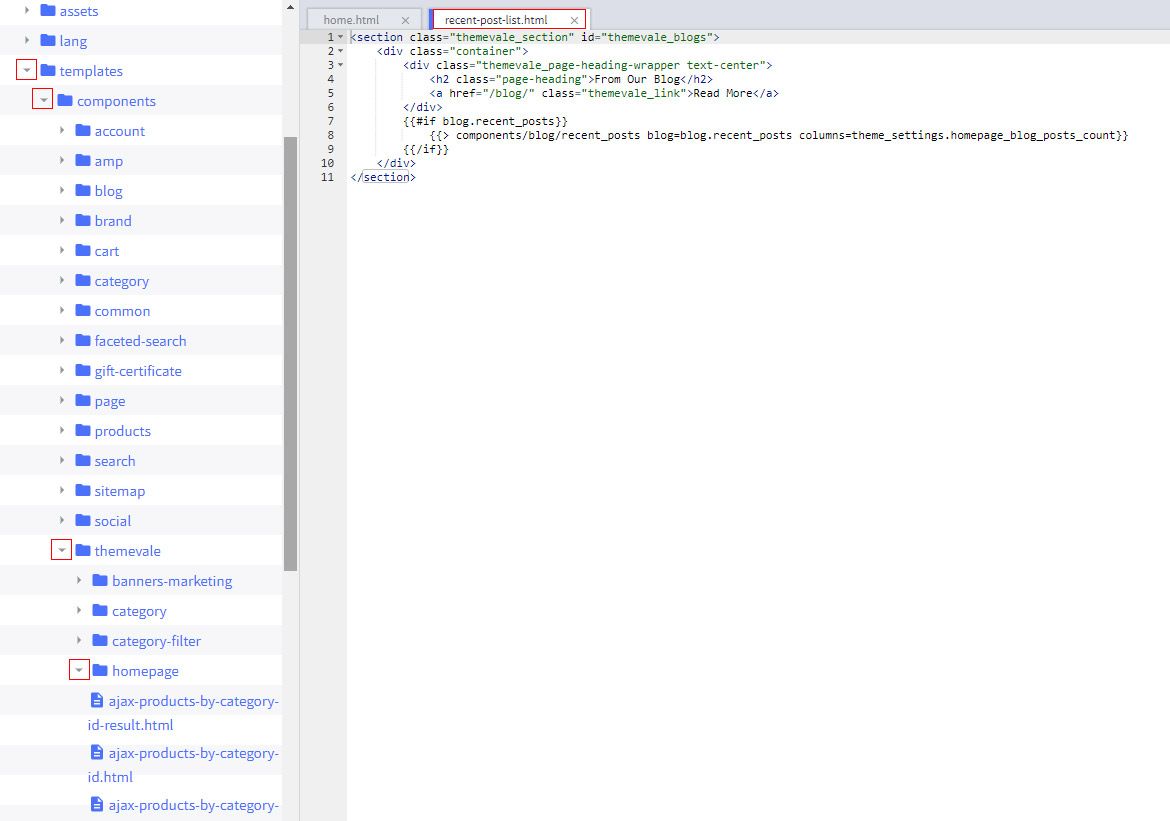 assets
lang
templates
components
account
amp
blog
brand
cart
category
common
faceted-search
gift-certificate
page
products
search
sitemap
social
themevale
banners-marketing
category
category-filter
homepage
ajax-products-by-category-
id-result.html
ajax-products-by-category-
id.html
ajax-products-by-category-
home.html ×
recent-post-list.html ×
1 <section class="themevale_section" id="themevale_blogs">
2     <div class="container">
3         <div class="themevale_page-heading-wrapper text-center">
4             <h2 class="page-heading">From Our Blog</h2>
5             <a href="/blog/" class="themevale_link">Read More</a>
6         </div>
7         {{#if blog.recent_posts}}
8             {{> components/blog/recent_posts blog=blog.recent_posts columns=theme_settings.homepage_blog_posts_count}}
9         {{/if}}
10     </div>
11 </section>